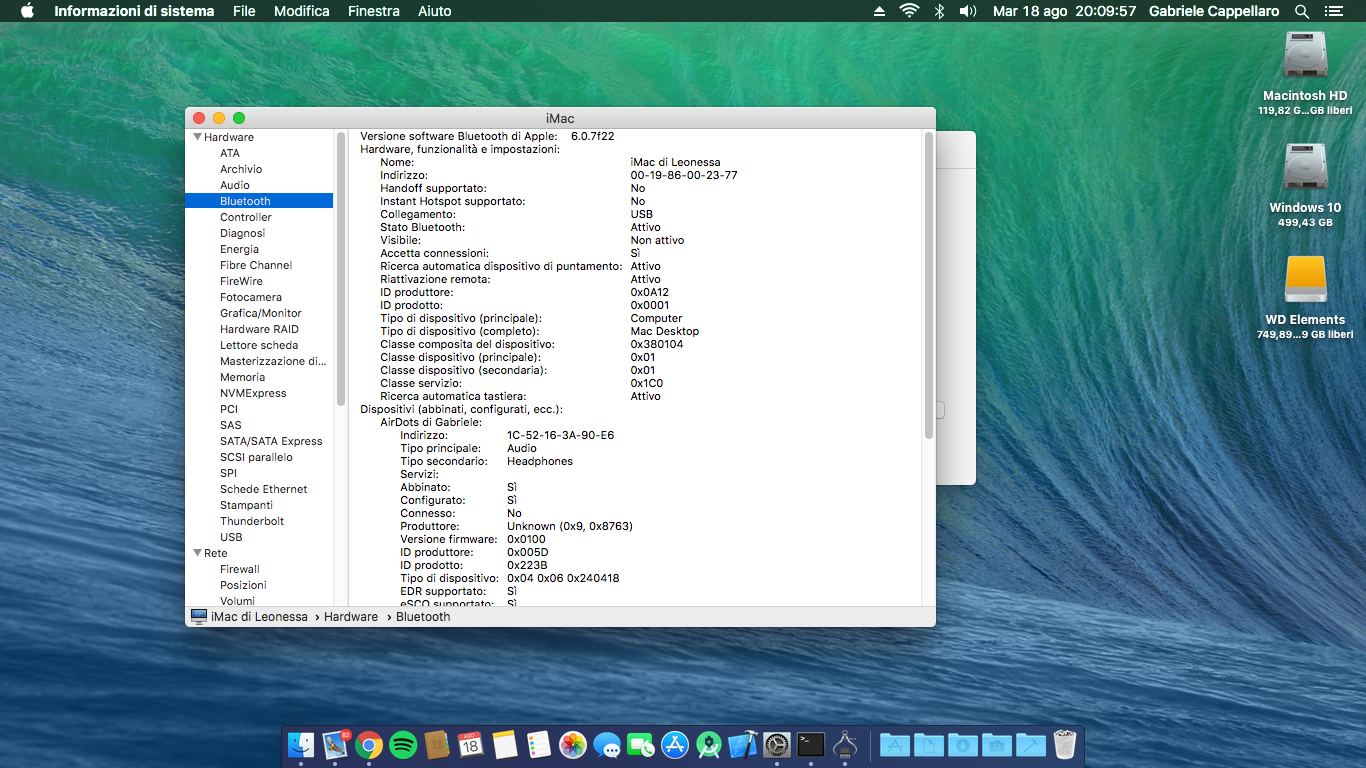 Informazioni di sistema File Modifica Finestra Aiuto Mar 18 ago 20:09:57 Gabriele Cappellaro
Macintosh HD
119,82 G...GB liberi
Windows 10
499,43 GB
WD Elements
749,89...9 GB liberi
iMac
Hardware
ATA
Archivio
Audio
Bluetooth
Controller
Diagnosi
Energia
Fibre Channel
FireWire
Fotocamera
Grafica/Monitor
Hardware RAID
Lettore scheda
Masterizzazione di...
Memoria
NVMExpress
PCI
SAS
SATA/SATA Express
SCSI parallelo
SPI
Schede Ethernet
Stampanti
Thunderbolt
USB
Rete
Firewall
Posizioni
Volumi
Versione software Bluetooth di Apple: 6.0.7f22
Hardware, funzionalità e impostazioni:
Nome: iMac di Leonessa
Indirizzo: 00-19-86-00-23-77
Handoff supportato: No
Instant Hotspot supportato: No
Collegamento: USB
Stato Bluetooth: Attivo
Visibile: Non attivo
Accetta connessioni: Sì
Ricerca automatica dispositivo di puntamento: Attivo
Riattivazione remota: Attivo
ID produttore: 0x0A12
ID prodotto: 0x0001
Tipo di dispositivo (principale): Computer
Tipo di dispositivo (completo): Mac Desktop
Classe composita del dispositivo: 0x380104
Classe dispositivo (principale): 0x01
Classe dispositivo (secondaria): 0x01
Classe servizio: 0x1C0
Ricerca automatica tastiera: Attivo
Dispositivi (abbinati, configurati, ecc.):
AirDots di Gabriele:
Indirizzo: 1C-52-16-3A-90-E6
Tipo principale: Audio
Tipo secondario: Headphones
Servizi:
Abbinato: Sì
Configurato: Sì
Connesso: No
Produttore: Unknown (0x9, 0x8763)
Versione firmware: 0x0100
ID produttore: 0x005D
ID prodotto: 0x223B
Tipo di dispositivo: 0x04 0x06 0x240418
EDR supportato: Sì
eSCO supportato: Sì
iMac di Leonessa › Hardware › Bluetooth
82
AGO
18